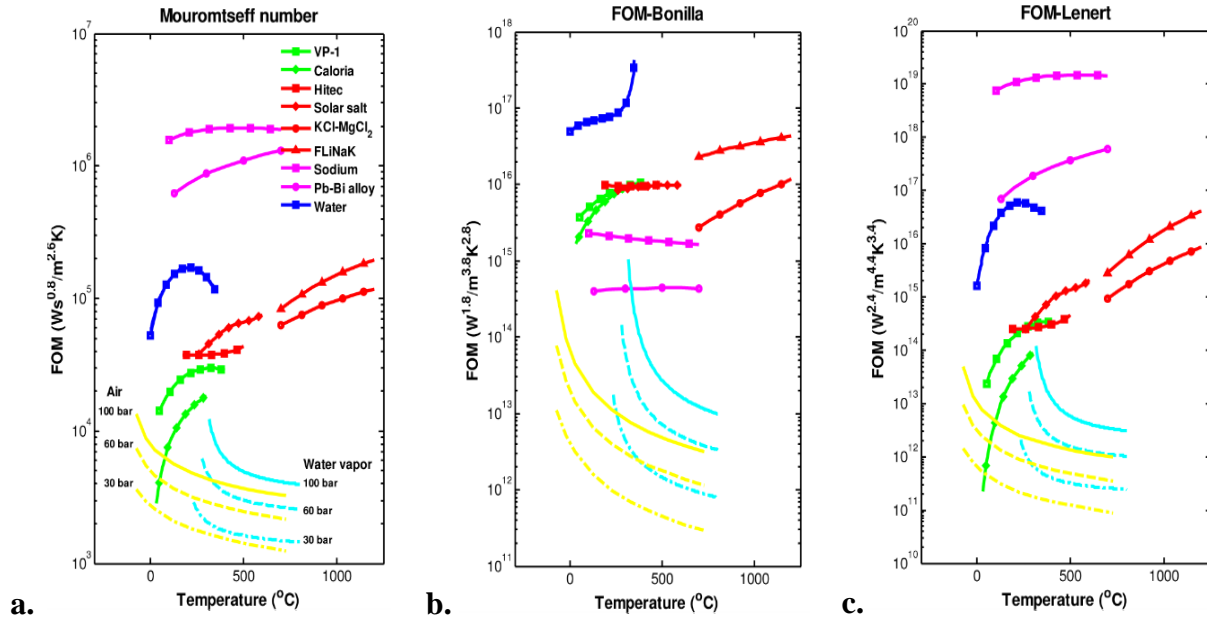 Mouromtseff number
FOM (Ws^0.8/m^2.6K)
10^7
10^6
10^5
10^4
10^3
VP-1
Caloria
Hitec
Solar salt
KCl-MgCl₂
FLiNaK
Sodium
Pb-Bi alloy
Water
Air
100 bar
60 bar
30 bar
Water vapor
100 bar
60 bar
30 bar
0 500 1000
Temperature (°C)
a.
FOM-Bonilla
FOM (W^1.8/m^3.8K^2.8)
10^18
10^17
10^16
10^15
10^14
10^13
10^12
10^11
0 500 1000
Temperature (°C)
b.
FOM-Lenert
FOM (W^2.4/m^4.4K^3.4)
10^20
10^19
10^18
10^17
10^16
10^15
10^14
10^13
10^12
10^11
10^10
0 500 1000
Temperature (°C)
c.